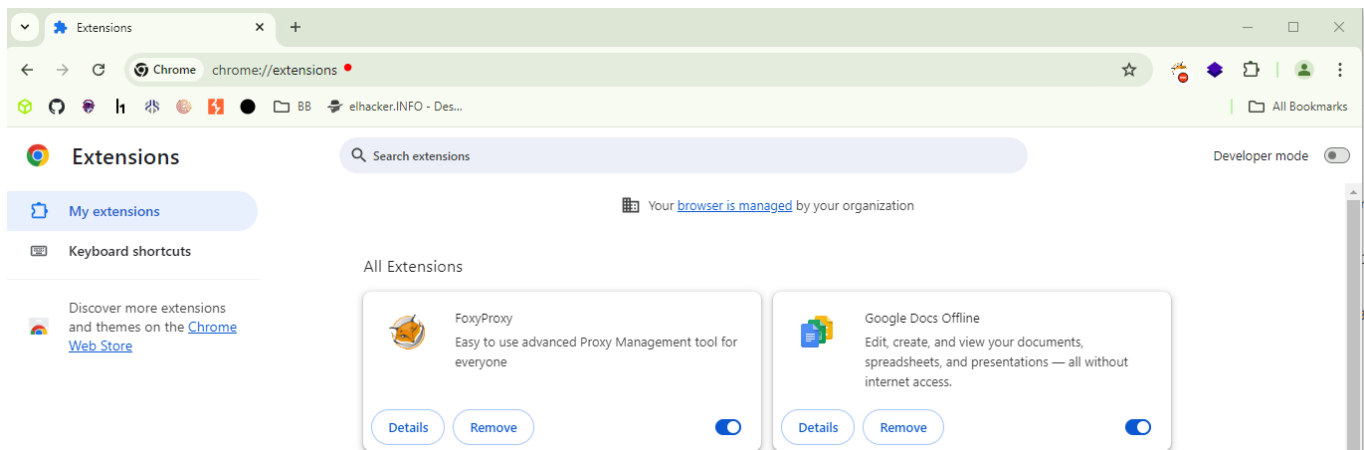 Extensions
Chrome chrome://extensions
BB elhacker.INFO - Des... All Bookmarks
Extensions Search extensions Developer mode
My extensions
Your browser is managed by your organization
Keyboard shortcuts
All Extensions
Discover more extensions
and themes on the Chrome
Web Store
FoxyProxy
Easy to use advanced Proxy Management tool for
everyone
Details Remove
Google Docs Offline
Edit, create, and view your documents,
spreadsheets, and presentations — all without
internet access.
Details Remove